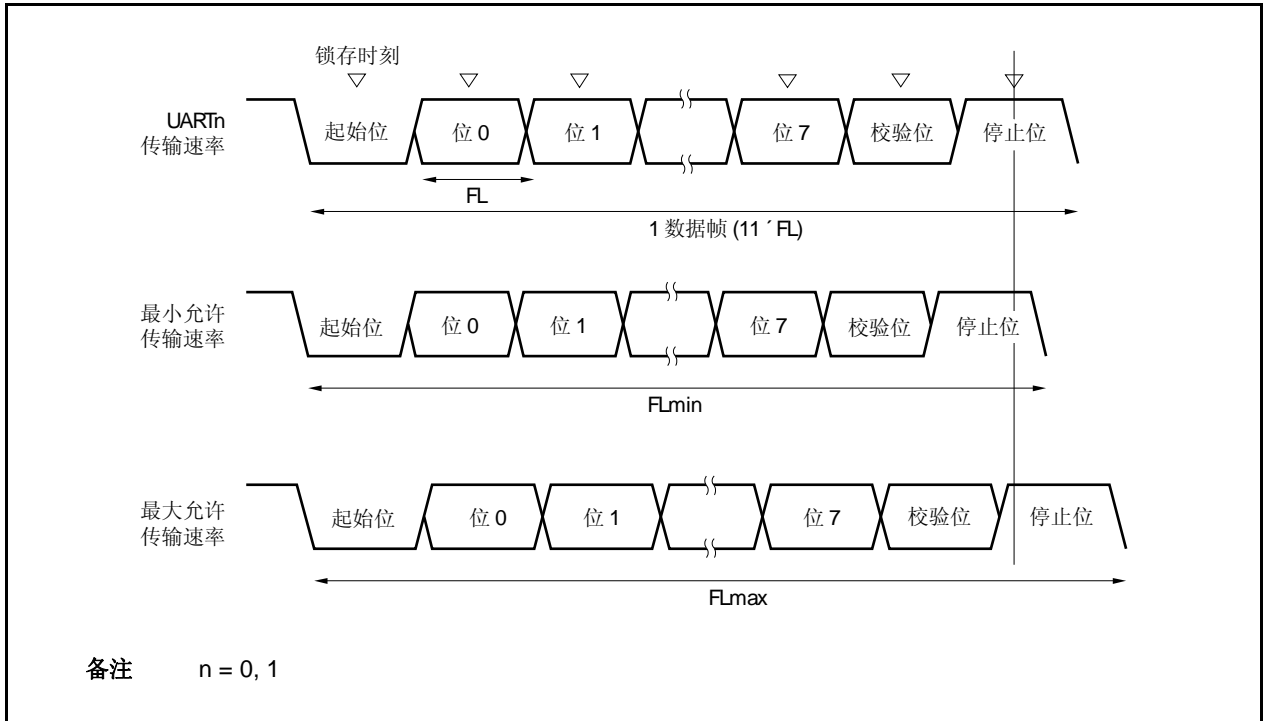 锁存时刻
UARTn
传输速率
起始位 位 0 位 1 位 7 校验位 停止位
FL
1 数据帧 (11 ´ FL)
最小允许
传输速率
起始位 位 0 位 1 位 7 校验位 停止位
FLmin
最大允许
传输速率
起始位 位 0 位 1 位 7 校验位 停止位
FLmax
备注 n = 0, 1